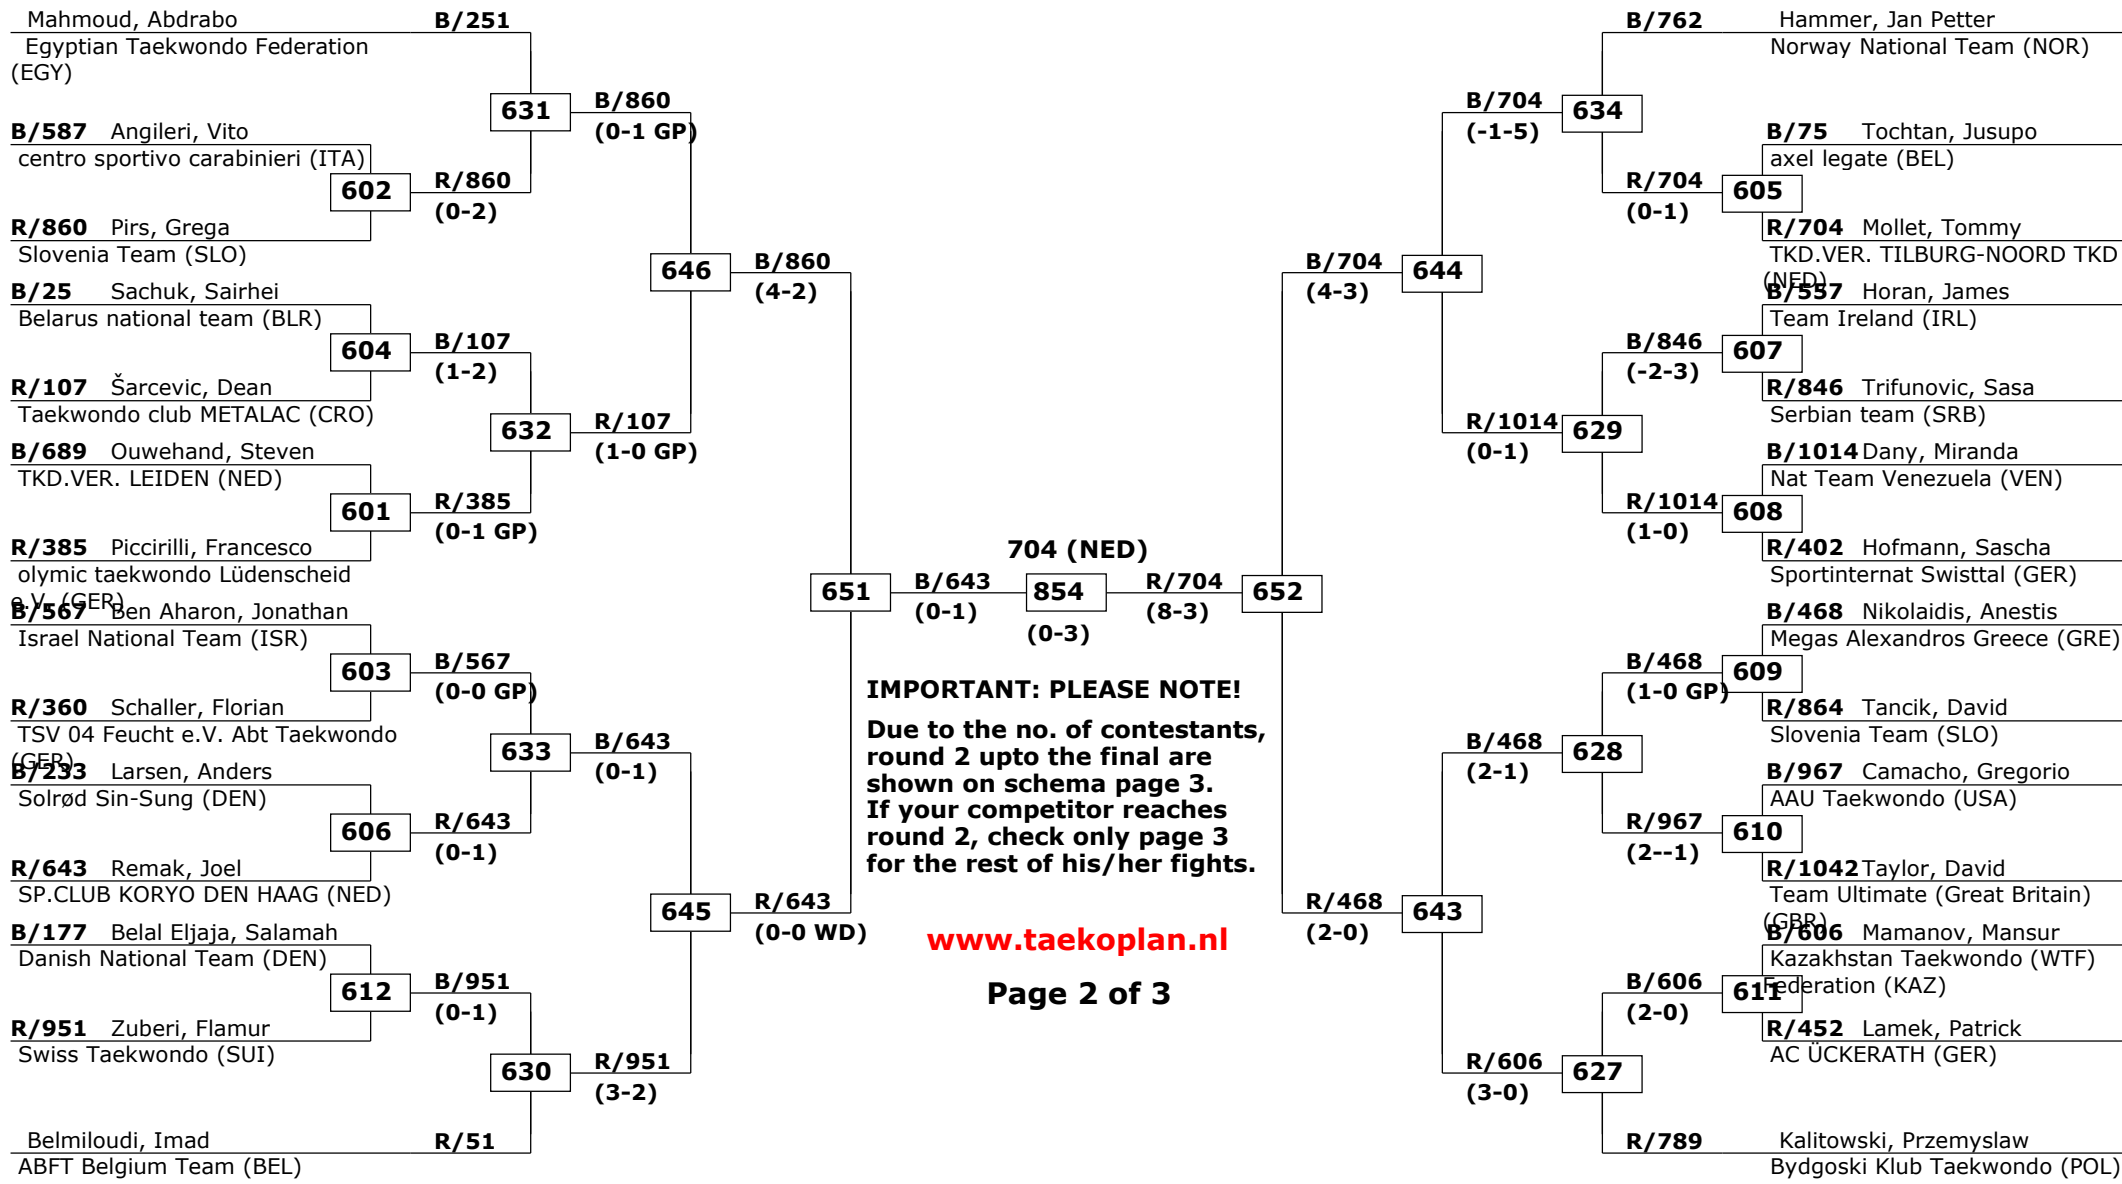 Mahmoud, Abdrabo B/251
Egyptian Taekwondo Federation
(EGY)
631 B/860
(0-1 GP)
B/587 Angileri, Vito
centro sportivo carabinieri (ITA)
602 R/860
(0-2)
R/860 Pirs, Grega
Slovenia Team (SLO)
646 B/860
(4-2)
B/25 Sachuk, Sairhei
Belarus national team (BLR)
604 B/107
(1-2)
R/107 Šarcevic, Dean
Taekwondo club METALAC (CRO)
632 R/107
(1-0 GP)
B/689 Ouwehand, Steven
TKD.VER. LEIDEN (NED)
601 R/385
(0-1 GP)
R/385 Piccirilli, Francesco
olymic taekwondo Lüdenscheid
e.V. (GER)
651 B/643
(0-1)
B/567 Ben Aharon, Jonathan
Israel National Team (ISR)
603 B/567
(0-0 GP)
R/360 Schaller, Florian
TSV 04 Feucht e.V. Abt Taekwondo
(GER)
633 B/643
(0-1)
B/233 Larsen, Anders
Solrød Sin-Sung (DEN)
606 R/643
(0-1)
R/643 Remak, Joel
SP.CLUB KORYO DEN HAAG (NED)
645 R/643
(0-0 WD)
B/177 Belal Eljaja, Salamah
Danish National Team (DEN)
612 B/951
(0-1)
R/951 Zuberi, Flamur
Swiss Taekwondo (SUI)
630 R/951
(3-2)
Belmiloudi, Imad R/51
ABFT Belgium Team (BEL)
704 (NED)
854
(0-3)
IMPORTANT: PLEASE NOTE!
Due to the no. of contestants,
round 2 upto the final are
shown on schema page 3.
If your competitor reaches
round 2, check only page 3
for the rest of his/her fights.
www.taekoplan.nl
Page 2 of 3
B/762 Hammer, Jan Petter
Norway National Team (NOR)
B/704 634
(-1-5)
B/75 Tochtan, Jusupo
axel legate (BEL)
R/704 605
(0-1)
R/704 Mollet, Tommy
TKD.VER. TILBURG-NOORD TKD
(NED)
B/704 644
(4-3)
B/557 Horan, James
Team Ireland (IRL)
B/846 607
(-2-3)
R/846 Trifunovic, Sasa
Serbian team (SRB)
R/1014 629
(0-1)
B/1014 Dany, Miranda
Nat Team Venezuela (VEN)
R/1014 608
(1-0)
R/402 Hofmann, Sascha
Sportinternat Swisttal (GER)
R/704 652
(8-3)
B/468 Nikolaidis, Anestis
Megas Alexandros Greece (GRE)
B/468 609
(1-0 GP)
R/864 Tancik, David
Slovenia Team (SLO)
B/468 628
(2-1)
B/967 Camacho, Gregorio
AAU Taekwondo (USA)
R/967 610
(2--1)
R/1042 Taylor, David
Team Ultimate (Great Britain)
(GBR)
R/468 643
(2-0)
B/606 Mamanov, Mansur
Kazakhstan Taekwondo (WTF)
Federation (KAZ)
B/606 611
(2-0)
R/452 Lamek, Patrick
AC ÜCKERATH (GER)
R/606 627
(3-0)
R/789 Kalitowski, Przemyslaw
Bydgoski Klub Taekwondo (POL)